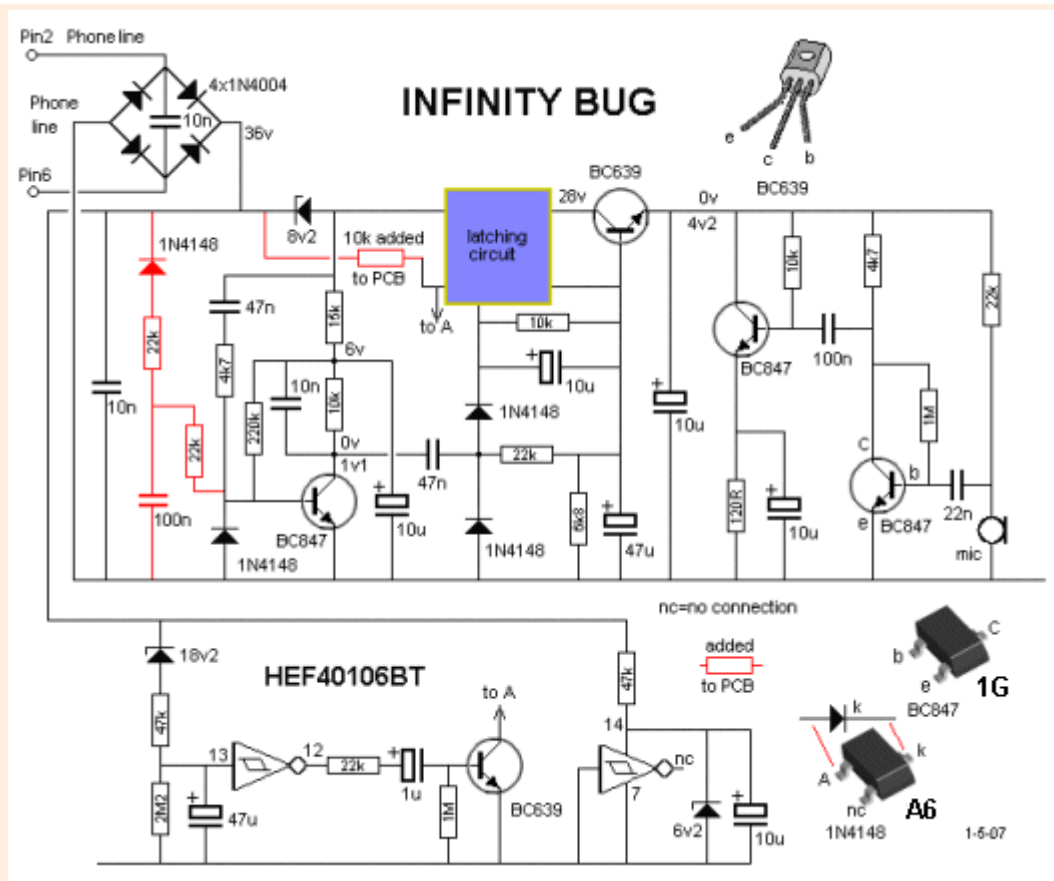 Pin2 Phone line
4x1N4004
Phone
line
10n
36v
Pin6
INFINITY BUG
e
c
b
BC639
BC639
28v
0v
4v2
8v2
1N4148
10k added
to PCB
latching
circuit
to A
47n
15k
10k
10k
4k7
22k
22k
4k7
6v
10u
BC847
100n
10n
10n
220k
10k
1N4148
10u
1M
22k
0v
1v1
47n
22k
C
b
100n
10u
6k8
47u
120R
10u
e
BC847
22n
mic
BC847
1N4148
1N4148
nc=no connection
18v2
HEF40106BT
added
to PCB
47k
47k
to A
14
13
12
22k
1u
1M
BC639
nc
7
2M2
47u
6v2
10u
C
b
e
1G
BC847
k
A
k
nc
A6
1N4148
1-5-07